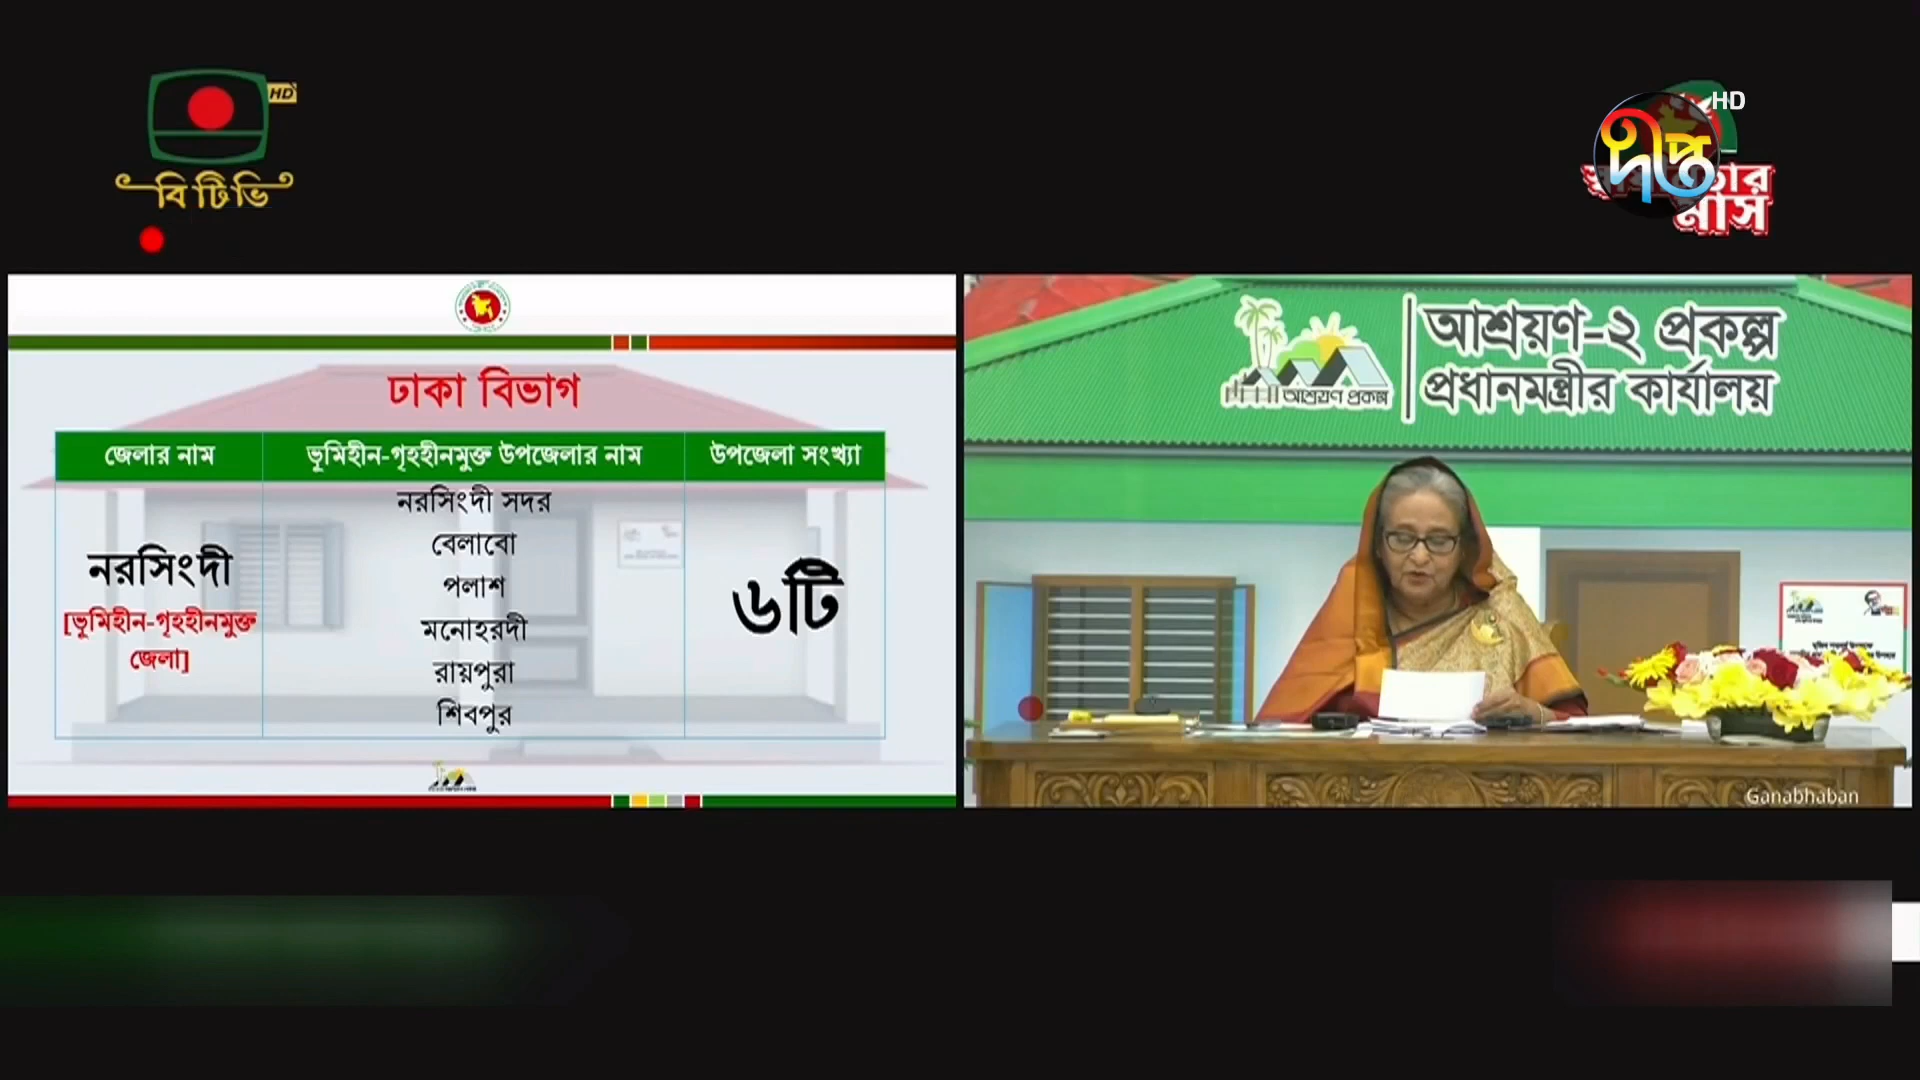 HD
বিটিভি
HD
দীপ্ত
মাস
ঢাকা বিভাগ
জেলার নাম
ভূমিহীন-গৃহহীনমুক্ত উপজেলার নাম
উপজেলা সংখ্যা
নরসিংদী
[ভূমিহীন-গৃহহীনমুক্ত
জেলা]
নরসিংদী সদর
বেলাবো
পলাশ
মনোহরদী
রায়পুরা
শিবপুর
৬টি
আশ্রয়ণ-২ প্রকল্প
প্রধানমন্ত্রীর কার্যালয়
আশ্রয়ণ প্রকল্প
Ganabhaban